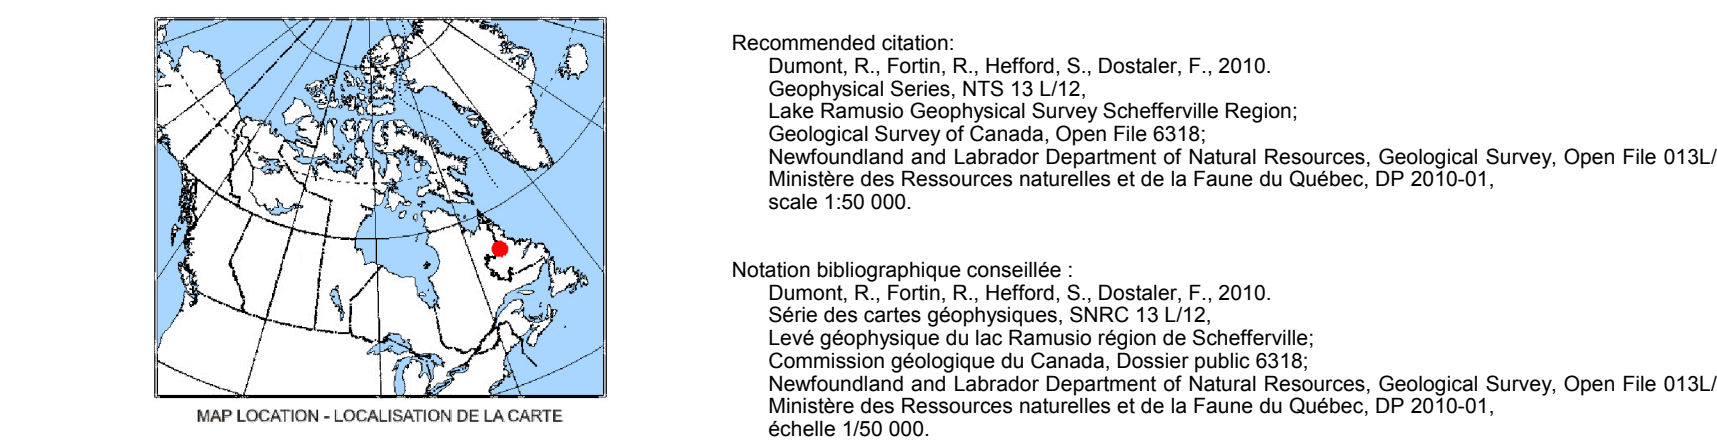 MAP LOCATION - LOCALISATION DE LA CARTE
Recommended citation:
Dumont, R., Fortin, R., Hefford, S., Dostaler, F., 2010.
Geophysical Series, NTS 13 L/12,
Lake Ramusio Geophysical Survey Schefferville Region;
Geological Survey of Canada, Open File 6318;
Newfoundland and Labrador Department of Natural Resources, Geological Survey, Open File 013L/
Ministère des Ressources naturelles et de la Faune du Québec, DP 2010-01,
scale 1:50 000.
Notation bibliographique conseillée :
Dumont, R., Fortin, R., Hefford, S., Dostaler, F., 2010.
Série des cartes géophysiques, SNRC 13 L/12,
Levé géophysique du lac Ramusio région de Schefferville;
Commission géologique du Canada, Dossier public 6318;
Newfoundland and Labrador Department of Natural Resources, Geological Survey, Open File 013L/
Ministère des Ressources naturelles et de la Faune du Québec, DP 2010-01,
échelle 1/50 000.